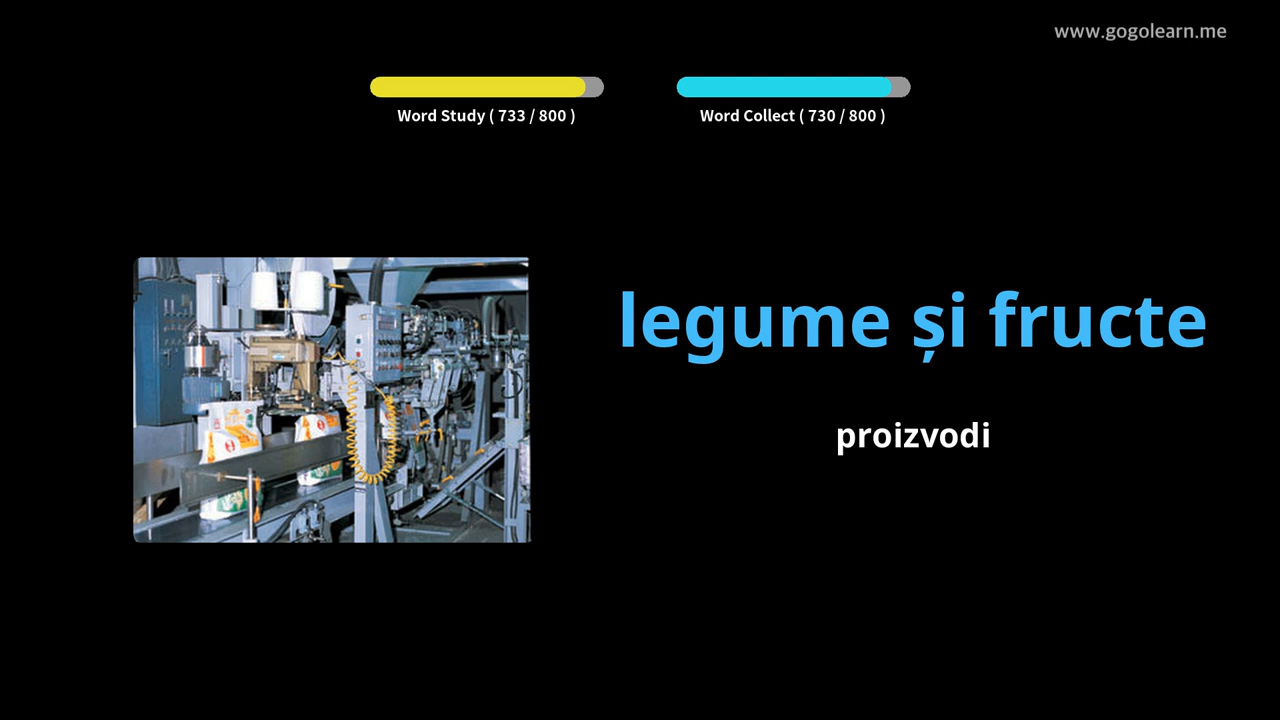 www.gogolearn.me
Word Study ( 733 / 800 )
Word Collect ( 730 / 800 )
legume și fructe
proizvodi